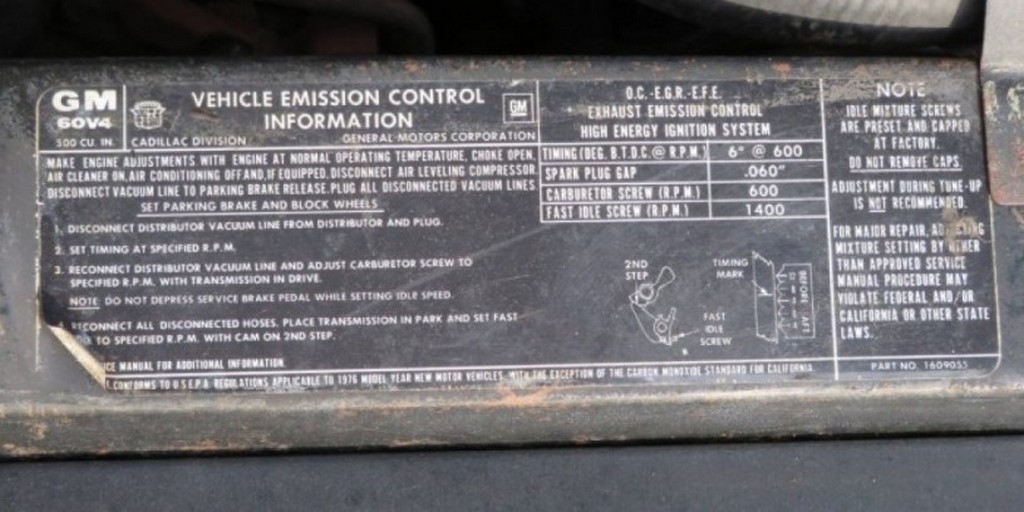 GM
60V4
500 CU. IN.
VEHICLE EMISSION CONTROL
INFORMATION
CADILLAC DIVISION
GENERAL MOTORS CORPORATION
GM
MAKE ENGINE ADJUSTMENTS WITH ENGINE AT NORMAL OPERATING TEMPERATURE, CHOKE OPEN,
AIR CLEANER ON, AIR CONDITIONING OFF AND, IF EQUIPPED, DISCONNECT AIR LEVELING COMPRESSOR.
DISCONNECT VACUUM LINE TO PARKING BRAKE RELEASE. PLUG ALL DISCONNECTED VACUUM LINES
SET PARKING BRAKE AND BLOCK WHEELS
1. DISCONNECT DISTRIBUTOR VACUUM LINE FROM DISTRIBUTOR AND PLUG.
2. SET TIMING AT SPECIFIED R.P.M.
3. RECONNECT DISTRIBUTOR VACUUM LINE AND ADJUST CARBURETOR SCREW TO
SPECIFIED R.P.M. WITH TRANSMISSION IN DRIVE.
NOTE: DO NOT DEPRESS SERVICE BRAKE PEDAL WHILE SETTING IDLE SPEED.
RECONNECT ALL DISCONNECTED HOSES. PLACE TRANSMISSION IN PARK AND SET FAST
TO SPECIFIED R.P.M. WITH CAM ON 2ND STEP.
MANUAL FOR ADDITIONAL INFORMATION.
CONFORMS TO U.S.E.P.A. REGULATIONS APPLICABLE TO 1976 MODEL YEAR NEW MOTOR VEHICLES, WITH THE EXCEPTION OF THE CARBON MONOXIDE STANDARD FOR CALIFORNIA
O.C.-E.G.R.-E.F.E.
EXHAUST EMISSION CONTROL
HIGH ENERGY IGNITION SYSTEM
TIMING (DEG. B.T.D.C. @ R.P.M.) 6° @ 600
SPARK PLUG GAP .060"
CARBURETOR SCREW (R.P.M.) 600
FAST IDLE SCREW (R.P.M.) 1400
2ND
STEP
FAST
IDLE
SCREW
TIMING
MARK
BEFORE
NOTE
IDLE MIXTURE SCREWS
ARE PRESET AND CAPPED
AT FACTORY.
DO NOT REMOVE CAPS.
ADJUSTMENT DURING TUNE-UP
IS NOT RECOMMENDED.
FOR MAJOR REPAIR, ADJUSTING
MIXTURE SETTING BY OTHER
THAN APPROVED SERVICE
MANUAL PROCEDURE MAY
VIOLATE FEDERAL AND/OR
CALIFORNIA OR OTHER STATE
LAWS.
PART NO. 1609055